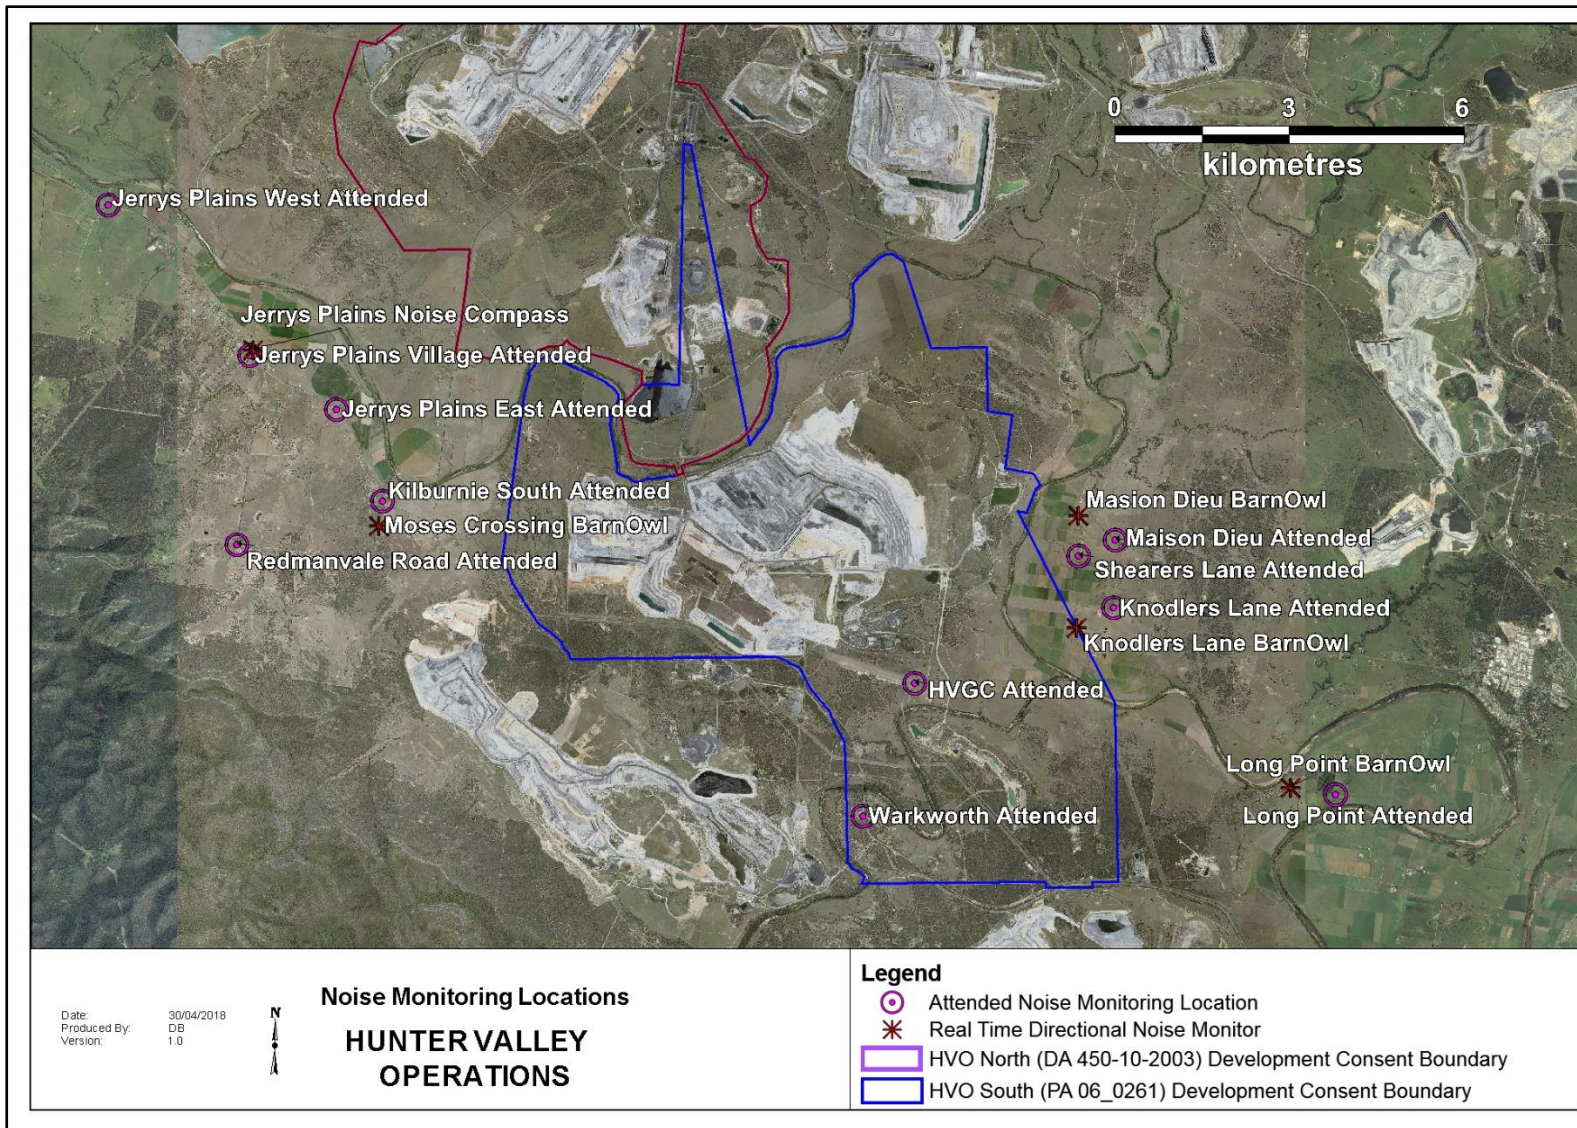 0 3 6
kilometres
Jerrys Plains West Attended
Jerrys Plains Noise Compass
Jerrys Plains Village Attended
Jerrys Plains East Attended
Kilburnie South Attended
Moses Crossing BarnOwl
Redmanvale Road Attended
Masion Dieu BarnOwl
Maison Dieu Attended
Shearers Lane Attended
Knodlers Lane Attended
Knodlers Lane BarnOwl
HVGC Attended
Long Point BarnOwl
Long Point Attended
Warkworth Attended
Date: 30/04/2018
Produced By: DB
Version: 1.0
N
Noise Monitoring Locations
HUNTER VALLEY
OPERATIONS
Legend
Attended Noise Monitoring Location
Real Time Directional Noise Monitor
HVO North (DA 450-10-2003) Development Consent Boundary
HVO South (PA 06_0261) Development Consent Boundary